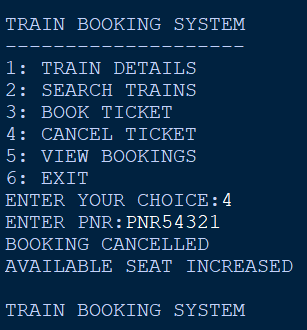 TRAIN BOOKING SYSTEM
--------------------
1: TRAIN DETAILS
2: SEARCH TRAINS
3: BOOK TICKET
4: CANCEL TICKET
5: VIEW BOOKINGS
6: EXIT
ENTER YOUR CHOICE:4
ENTER PNR:PNR54321
BOOKING CANCELLED
AVAILABLE SEAT INCREASED
TRAIN BOOKING SYSTEM